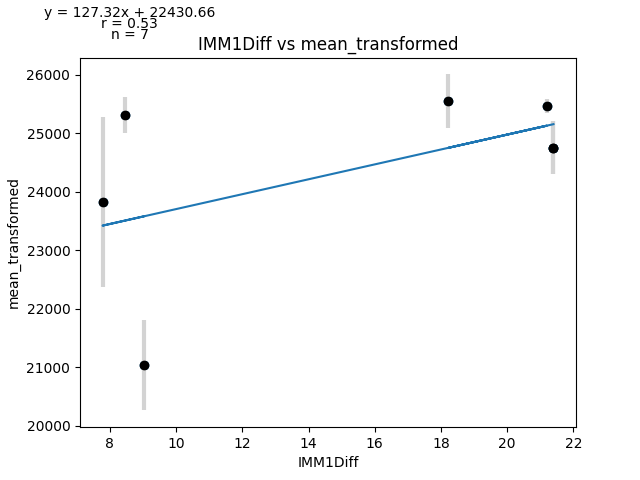 y = 127.32x + 22430.66
r = 0.53
n = 7
IMM1Diff vs mean_transformed
26000
25000
24000
23000
22000
21000
20000
mean_transformed
8 10 12 14 16 18 20 22
IMM1Diff